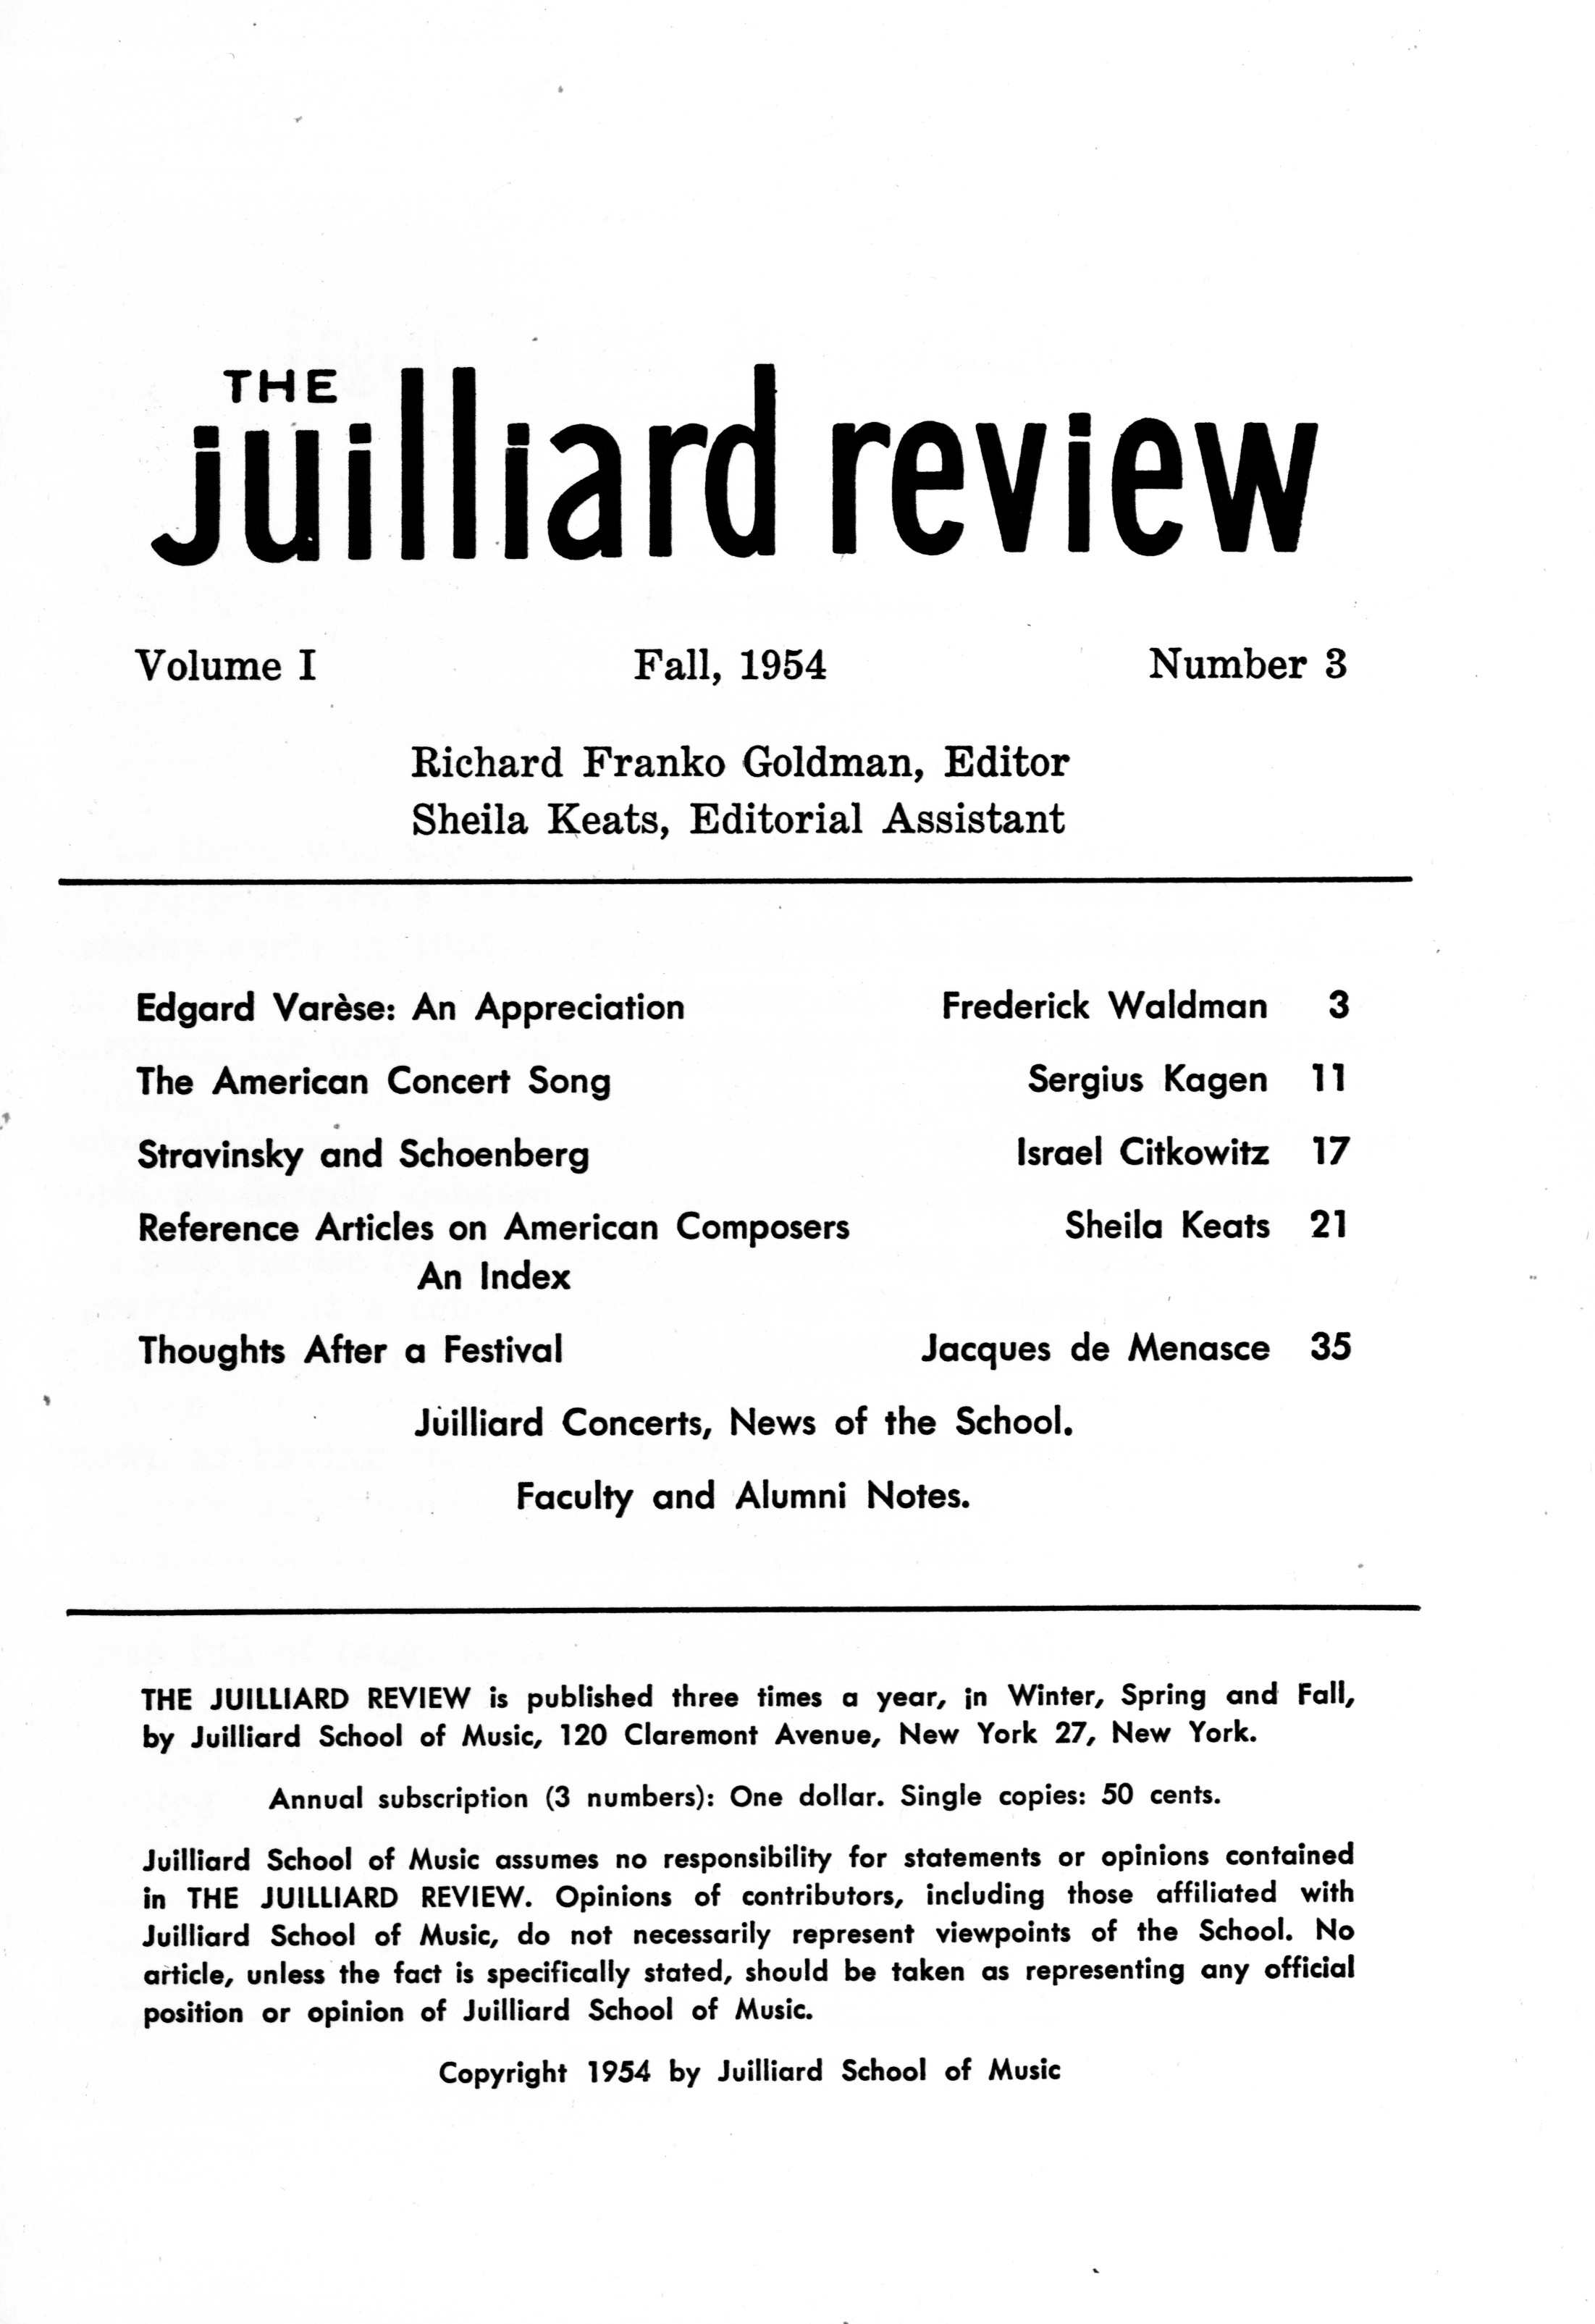 THE
juilliard review
Volume I Fall, 1954 Number 3
Richard Franko Goldman, Editor
Sheila Keats, Editorial Assistant
Edgard Varèse: An Appreciation Frederick Waldman 3
The American Concert Song Sergius Kagen 11
Stravinsky and Schoenberg Israel Citkowitz 17
Reference Articles on American Composers Sheila Keats 21
An Index
Thoughts After a Festival Jacques de Menasce 35
Juilliard Concerts, News of the School.
Faculty and Alumni Notes.
THE JUILLIARD REVIEW is published three times a year, in Winter, Spring and Fall,
by Juilliard School of Music, 120 Claremont Avenue, New York 27, New York.
Annual subscription (3 numbers): One dollar. Single copies: 50 cents.
Juilliard School of Music assumes no responsibility for statements or opinions contained
in THE JUILLIARD REVIEW. Opinions of contributors, including those affiliated with
Juilliard School of Music, do not necessarily represent viewpoints of the School. No
article, unless the fact is specifically stated, should be taken as representing any official
position or opinion of Juilliard School of Music.
Copyright 1954 by Juilliard School of Music